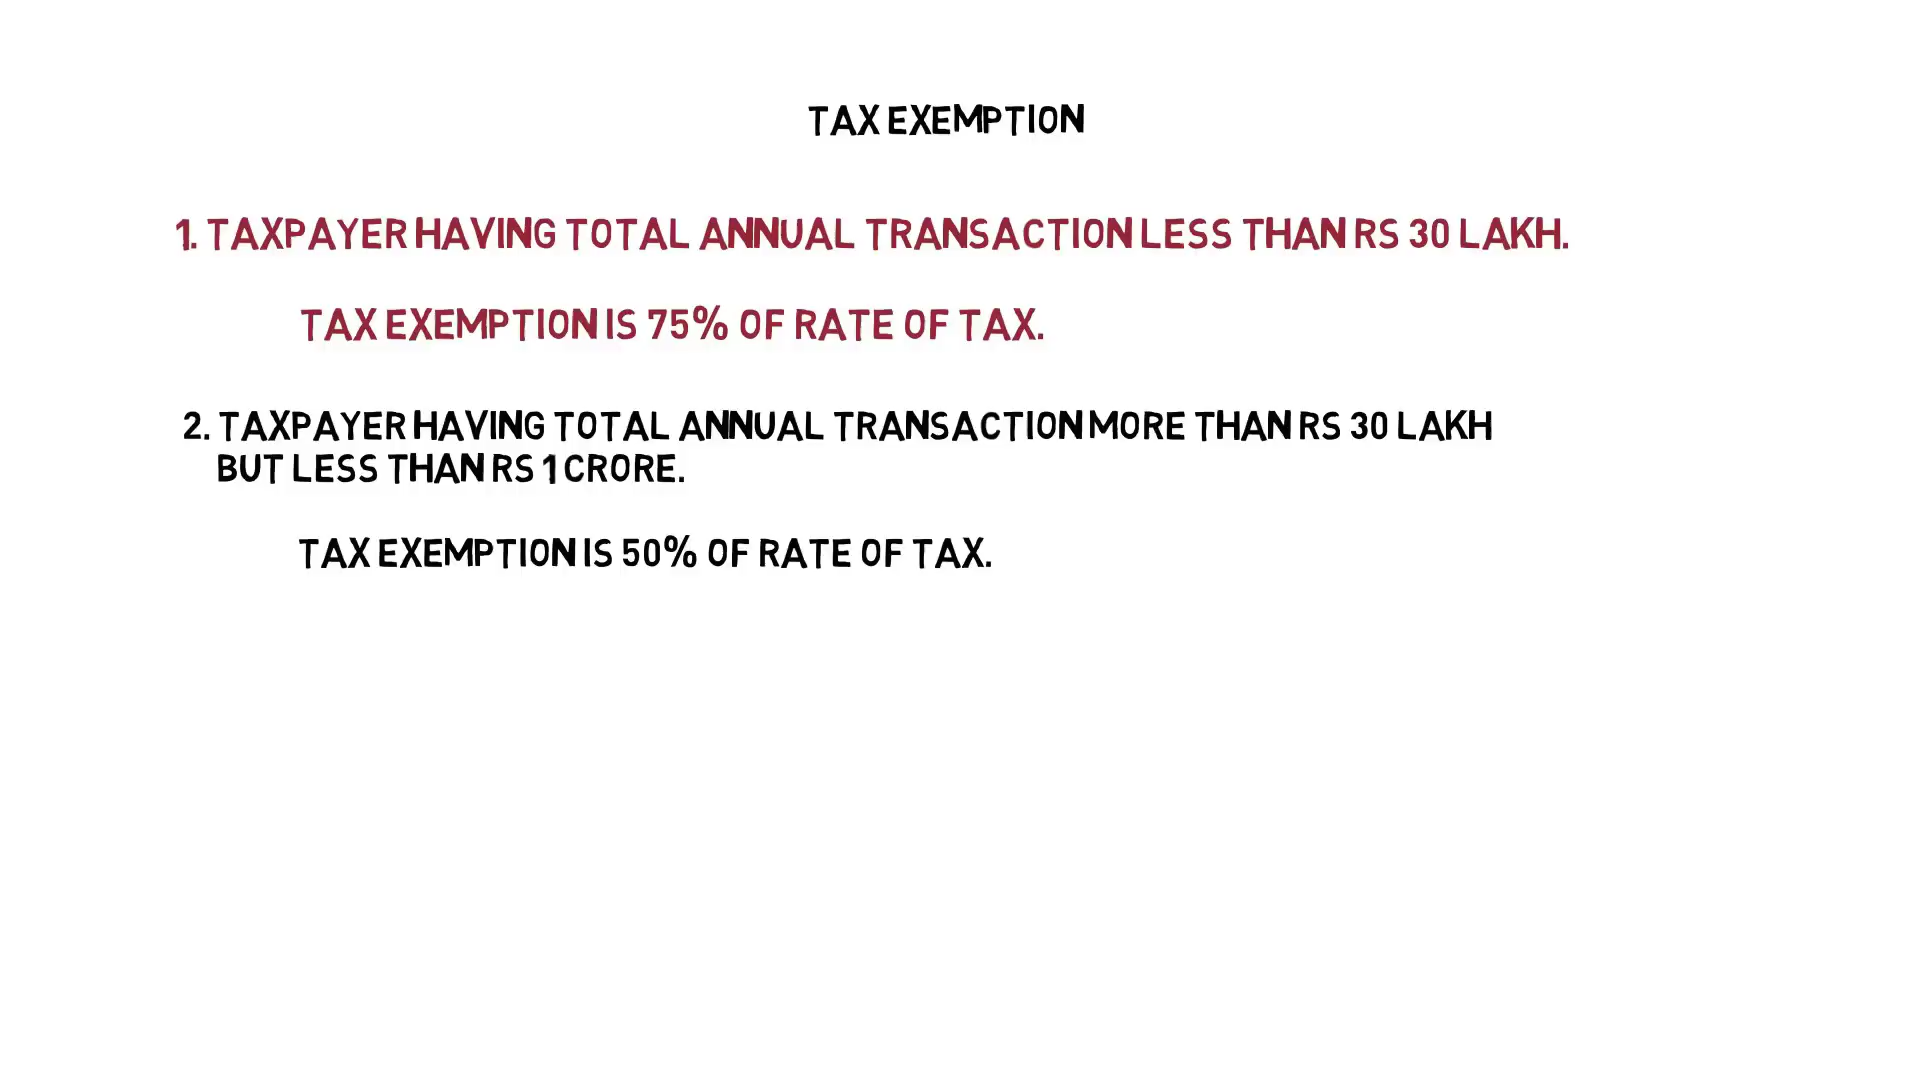 TAX EXEMPTION
1. TAXPAYER HAVING TOTAL ANNUAL TRANSACTION LESS THAN RS 30 LAKH.
TAX EXEMPTION IS 75% OF RATE OF TAX.
2. TAXPAYER HAVING TOTAL ANNUAL TRANSACTION MORE THAN RS 30 LAKH
BUT LESS THAN RS 1 CRORE.
TAX EXEMPTION IS 50% OF RATE OF TAX.